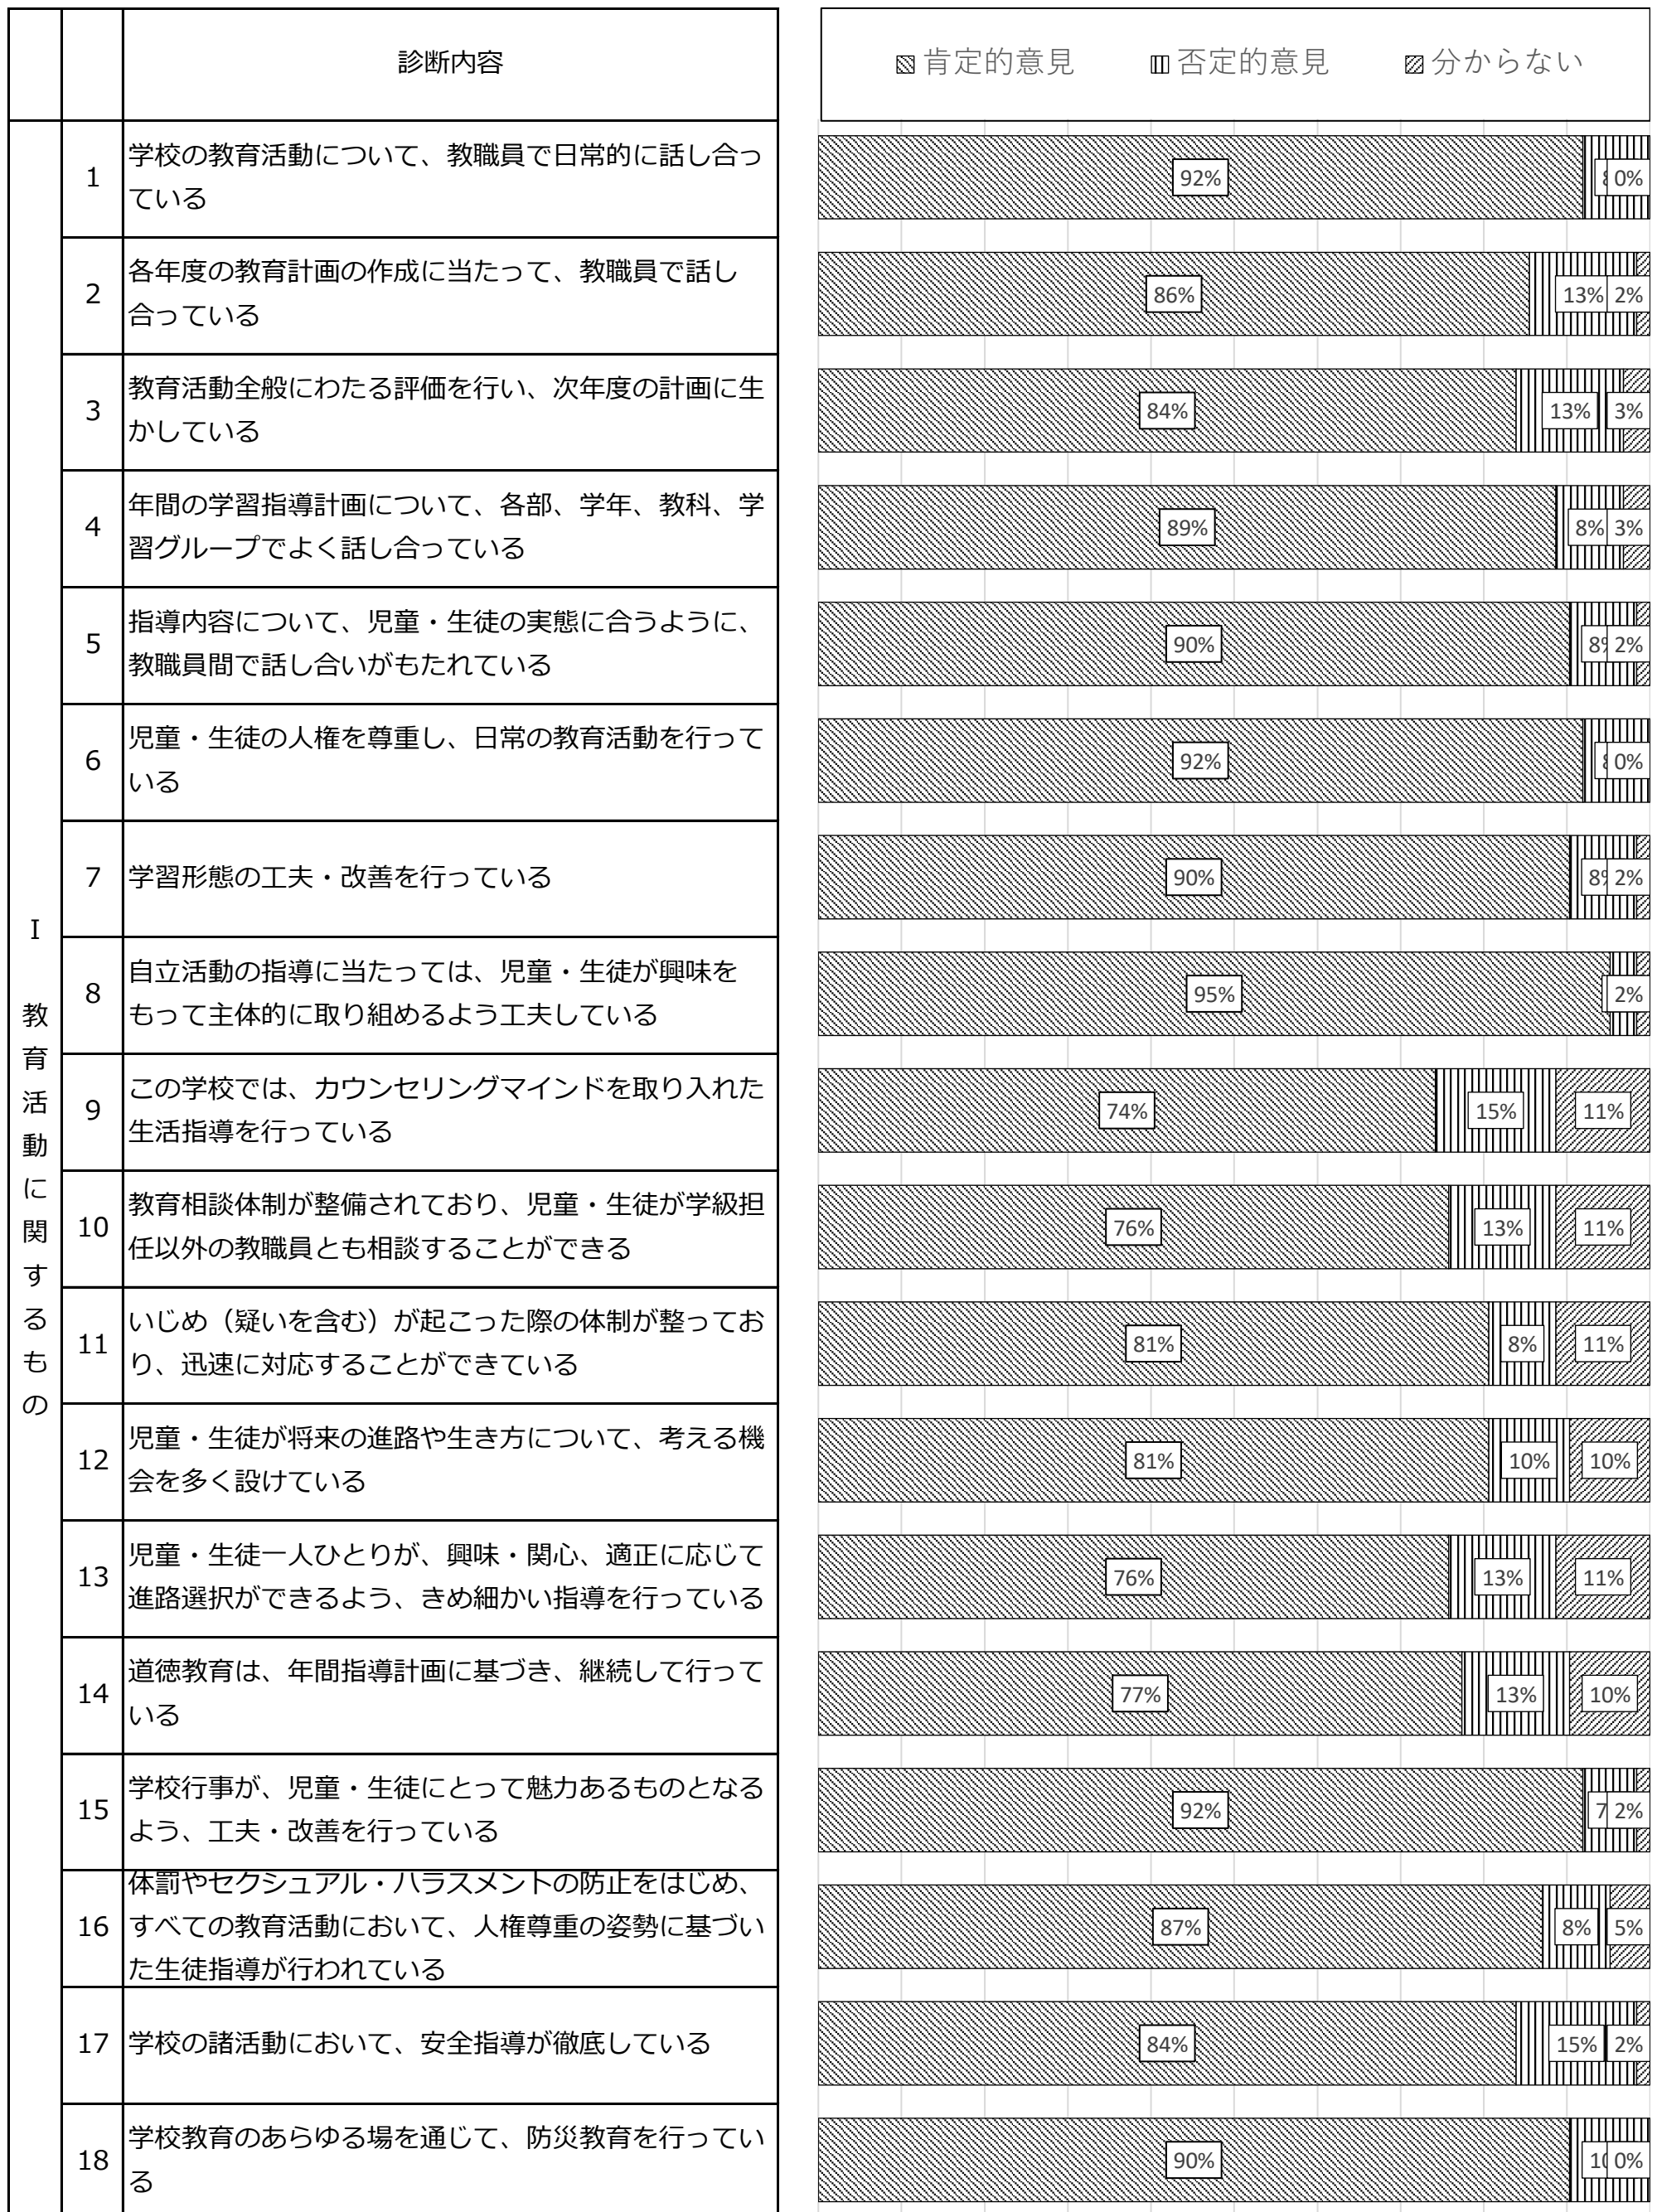 診断内容
肯定的意見 否定的意見 分からない
Ⅰ 教育活動に関するもの
1
学校の教育活動について、教職員で日常的に話し合っ
ている
92% 0%
2
各年度の教育計画の作成に当たって、教職員で話し
合っている
86% 13% 2%
3
教育活動全般にわたる評価を行い、次年度の計画に生
かしている
84% 13% 3%
4
年間の学習指導計画について、各部、学年、教科、学
習グループでよく話し合っている
89% 8% 3%
5
指導内容について、児童・生徒の実態に合うように、
教職員間で話し合いがもたれている
90% 8% 2%
6
児童・生徒の人権を尊重し、日常の教育活動を行って
いる
92% 0%
7
学習形態の工夫・改善を行っている
90% 8% 2%
8
自立活動の指導に当たっては、児童・生徒が興味を
もって主体的に取り組めるよう工夫している
95% 2%
9
この学校では、カウンセリングマインドを取り入れた
生活指導を行っている
74% 15% 11%
10
教育相談体制が整備されており、児童・生徒が学級担
任以外の教職員とも相談することができる
76% 13% 11%
11
いじめ（疑いを含む）が起こった際の体制が整ってお
り、迅速に対応することができている
81% 8% 11%
12
児童・生徒が将来の進路や生き方について、考える機
会を多く設けている
81% 10% 10%
13
児童・生徒一人ひとりが、興味・関心、適正に応じて
進路選択ができるよう、きめ細かい指導を行っている
76% 13% 11%
14
道徳教育は、年間指導計画に基づき、継続して行って
いる
77% 13% 10%
15
学校行事が、児童・生徒にとって魅力あるものとなる
よう、工夫・改善を行っている
92% 7 2%
16
体罰やセクシュアル・ハラスメントの防止をはじめ、
すべての教育活動において、人権尊重の姿勢に基づい
た生徒指導が行われている
87% 8% 5%
17
学校の諸活動において、安全指導が徹底している
84% 15% 2%
18
学校教育のあらゆる場を通じて、防災教育を行ってい
る
90% 0%